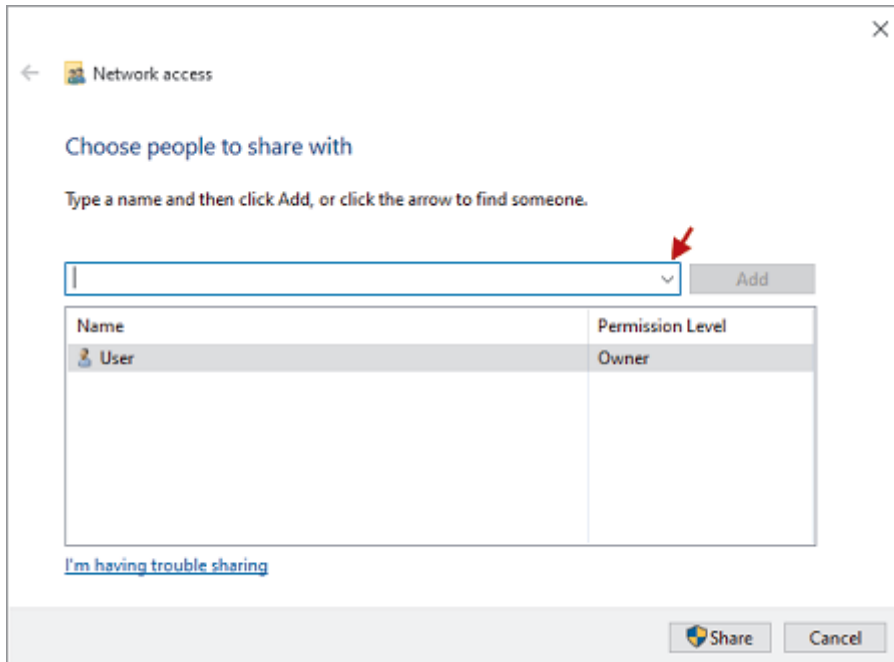 Network access
Choose people to share with
Type a name and then click Add, or click the arrow to find someone.
Add
Name Permission Level
User Owner
I'm having trouble sharing
Share Cancel